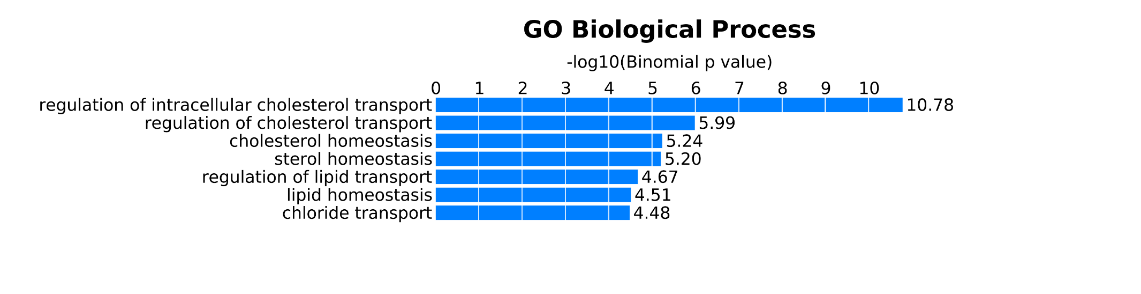 GO Biological Process
-log10(Binomial p value)
0 1 2 3 4 5 6 7 8 9 10
regulation of intracellular cholesterol transport 10.78
regulation of cholesterol transport 5.99
cholesterol homeostasis 5.24
sterol homeostasis 5.20
regulation of lipid transport 4.67
lipid homeostasis 4.51
chloride transport 4.48